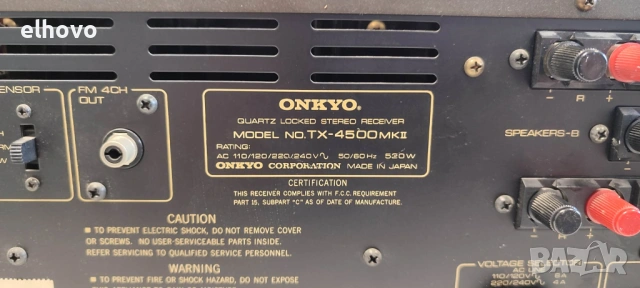 elhovo
ENSOR
FM 4CH
OUT
ONKYO.
QUARTZ LOCKED STEREO RECEIVER
MODEL NO. TX-4500MKII
RATING:
AC 110/120/220/240V 50/60Hz 520W
ONKYO CORPORATION MADE IN JAPAN
CERTIFICATION
THIS RECEIVER COMPLIES WITH F.C.C. REQUIREMENT
PART 15, SUBPART "C" AS OF DATE OF MANUFACTURE.
- R +
SPEAKERS-B
CAUTION
■ TO PREVENT ELECTRIC SHOCK, DO NOT REMOVE COVER
OR SCREWS. NO USER-SERVICEABLE PARTS INSIDE.
REFER SERVICING TO QUALIFIED SERVICE PERSONNEL.
WARNING
■ TO PREVENT FIRE OR SHOCK HAZARD, DO NOT EXPOSE
VOLTAGE SELECTOR
110/120V
220/240V 4A
BAZAR